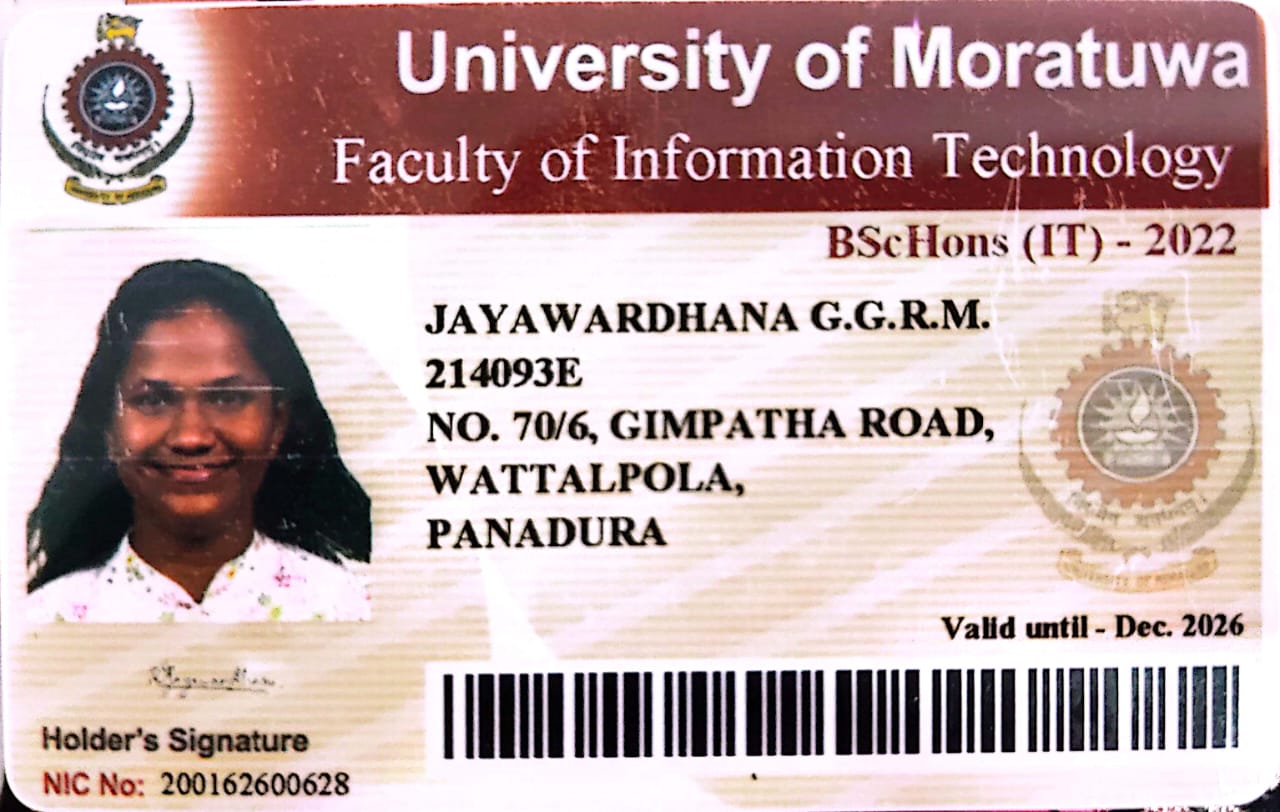 University of Moratuwa
Faculty of Information Technology
BScHons (IT) - 2022
JAYAWARDHANA G.G.R.M.
214093E
NO. 70/6, GIMPATHA ROAD,
WATTALPOLA,
PANADURA
Valid until - Dec. 2026
Holder's Signature
NIC No: 200162600628